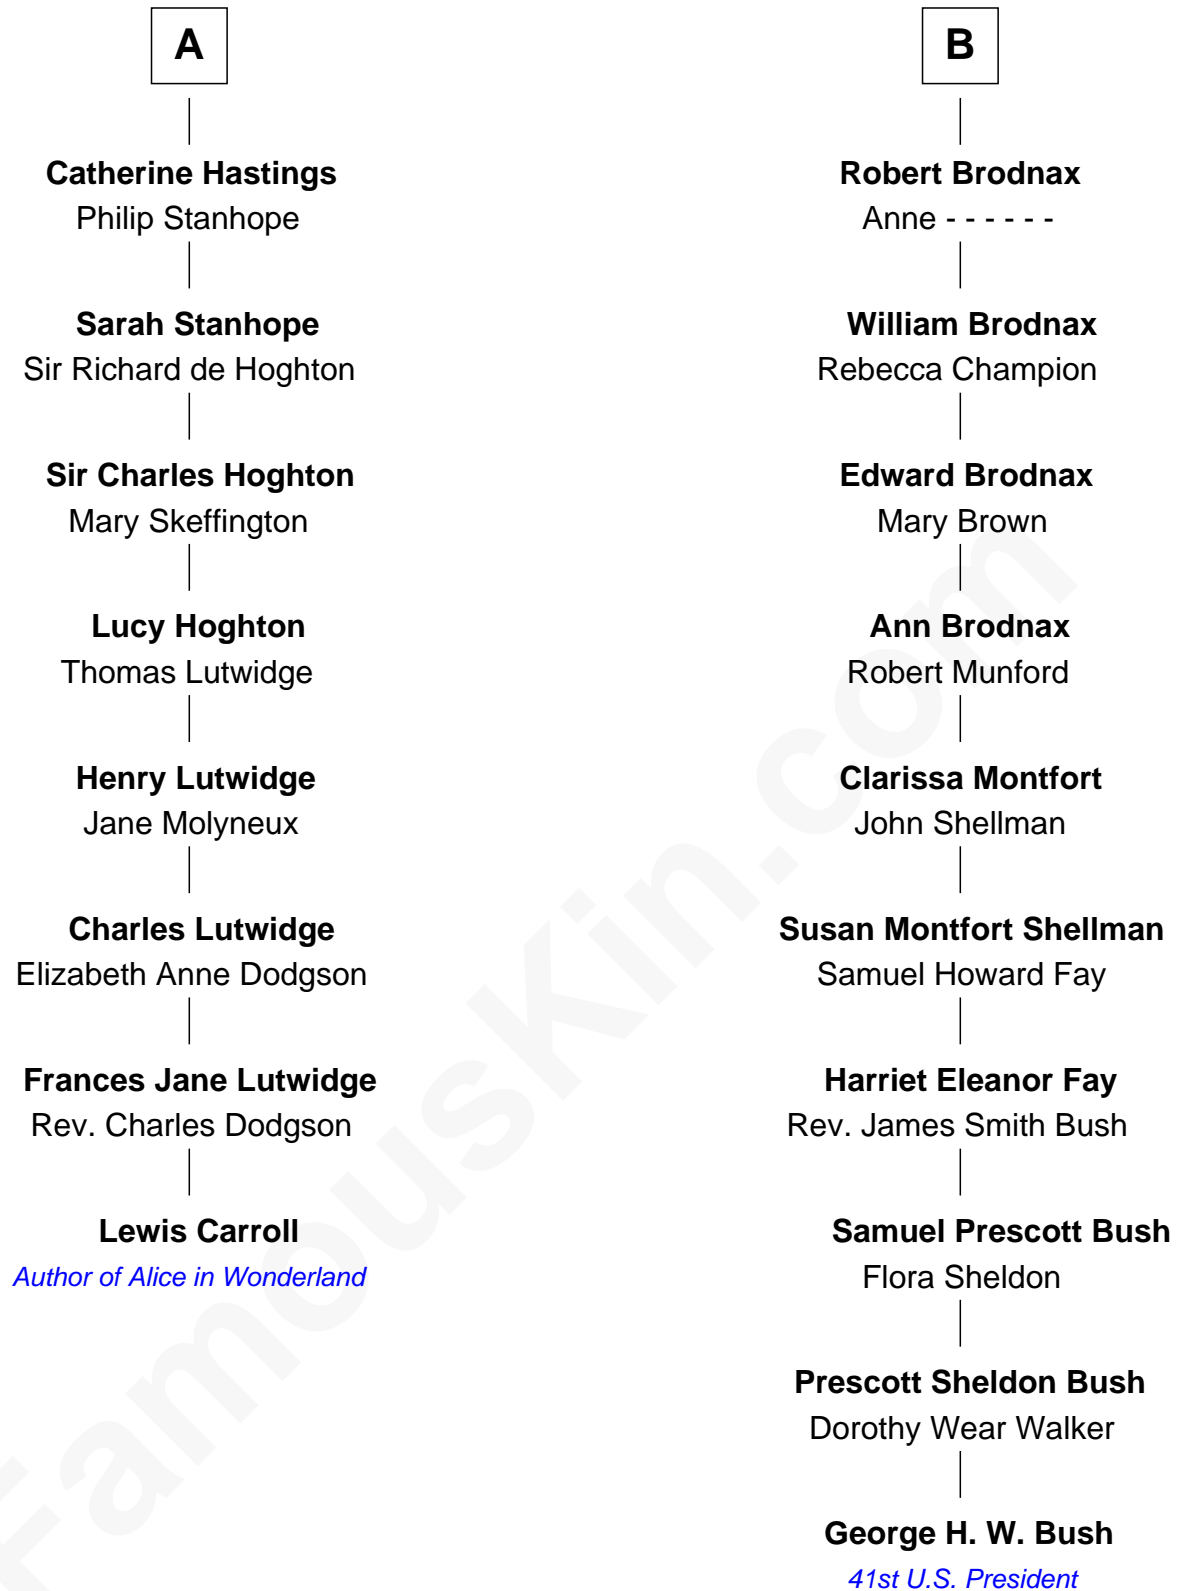 A
Catherine Hastings
Philip Stanhope
Sarah Stanhope
Sir Richard de Hoghton
Sir Charles Hoghton
Mary Skeffington
Lucy Hoghton
Thomas Lutwidge
Henry Lutwidge
Jane Molyneux
Charles Lutwidge
Elizabeth Anne Dodgson
Frances Jane Lutwidge
Rev. Charles Dodgson
Lewis Carroll
Author of Alice in Wonderland
B
Robert Brodnax
Anne - - - - - -
William Brodnax
Rebecca Champion
Edward Brodnax
Mary Brown
Ann Brodnax
Robert Munford
Clarissa Montfort
John Shellman
Susan Montfort Shellman
Samuel Howard Fay
Harriet Eleanor Fay
Rev. James Smith Bush
Samuel Prescott Bush
Flora Sheldon
Prescott Sheldon Bush
Dorothy Wear Walker
George H. W. Bush
41st U.S. President
FamousKin.com